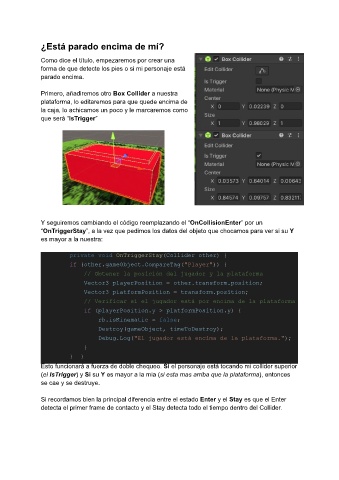 ¿Está parado encima de mí?
Como dice el título, empezaremos por crear una
forma de que detecte los pies o si mi personaje está
parado encima.
Primero, añadiremos otro Box Collider a nuestra
plataforma, lo editaremos para que quede encima de
la caja, lo achicamos un poco y le marcaremos como
que será "IsTrigger"
Box Collider
Edit Collider
Is Trigger
Material None (Physic M
Center
X 0 Y 0.02239 Z 0
Size
X 1 Y 0.98029 Z 1
Box Collider
Edit Collider
Is Trigger
Material None (Physic M
Center
X 0.03573 Y 0.64014 Z 0.00643
Size
X 0.84574 Y 0.09757 Z 0.83211
Y seguiremos cambiando el código reemplazando el "OnCollisionEnter" por un
"OnTriggerStay", a la vez que pedimos los datos del objeto que chocamos para ver si su Y
es mayor a la nuestra:
private void OnTriggerStay(Collider other) {
if (other.gameObject.CompareTag("Player")) {
// Obtener la posición del jugador y la plataforma
Vector3 playerPosition = other.transform.position;
Vector3 platformPosition = transform.position;
// Verificar si el jugador está por encima de la plataforma
if (playerPosition.y > platformPosition.y) {
rb.isKinematic = false;
Destroy(gameObject, timeToDestroy);
Debug.Log("El jugador está encima de la plataforma.");
}
} }
Esto funcionará a fuerza de doble chequeo. Si el personaje está tocando mi collider superior
(el IsTrigger) y Si su Y es mayor a la mía (si esta mas arriba que la plataforma), entonces
se cae y se destruye.
Si recordamos bien la principal diferencia entre el estado Enter y el Stay es que el Enter
detecta el primer frame de contacto y el Stay detecta todo el tiempo dentro del Collider.